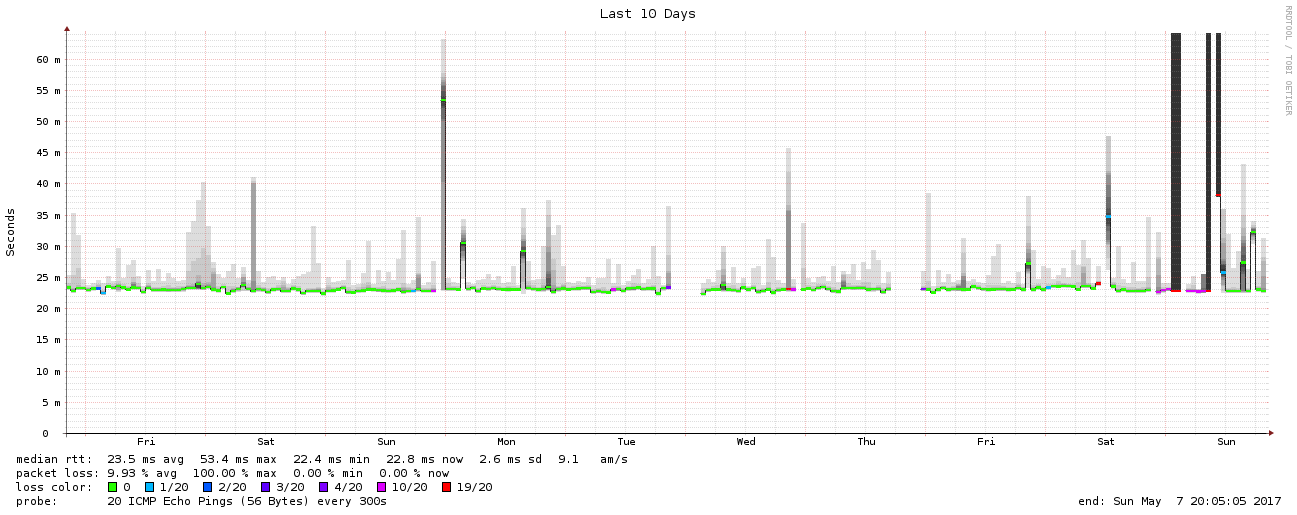 Last 10 Days
RRDTOOL / TOBI OETIKER
Seconds
60 m
55 m
50 m
45 m
40 m
35 m
30 m
25 m
20 m
15 m
10 m
5 m
0
Fri Sat Sun Mon Tue Wed Thu Fri Sat Sun
median rtt: 23.5 ms avg 53.4 ms max 22.4 ms min 22.8 ms now 2.6 ms sd 9.1 am/s
packet loss: 9.93 % avg 100.00 % max 0.00 % min 0.00 % now
loss color: 0 1/20 2/20 3/20 4/20 10/20 19/20
probe: 20 ICMP Echo Pings (56 Bytes) every 300s end: Sun May 7 20:05:05 2017